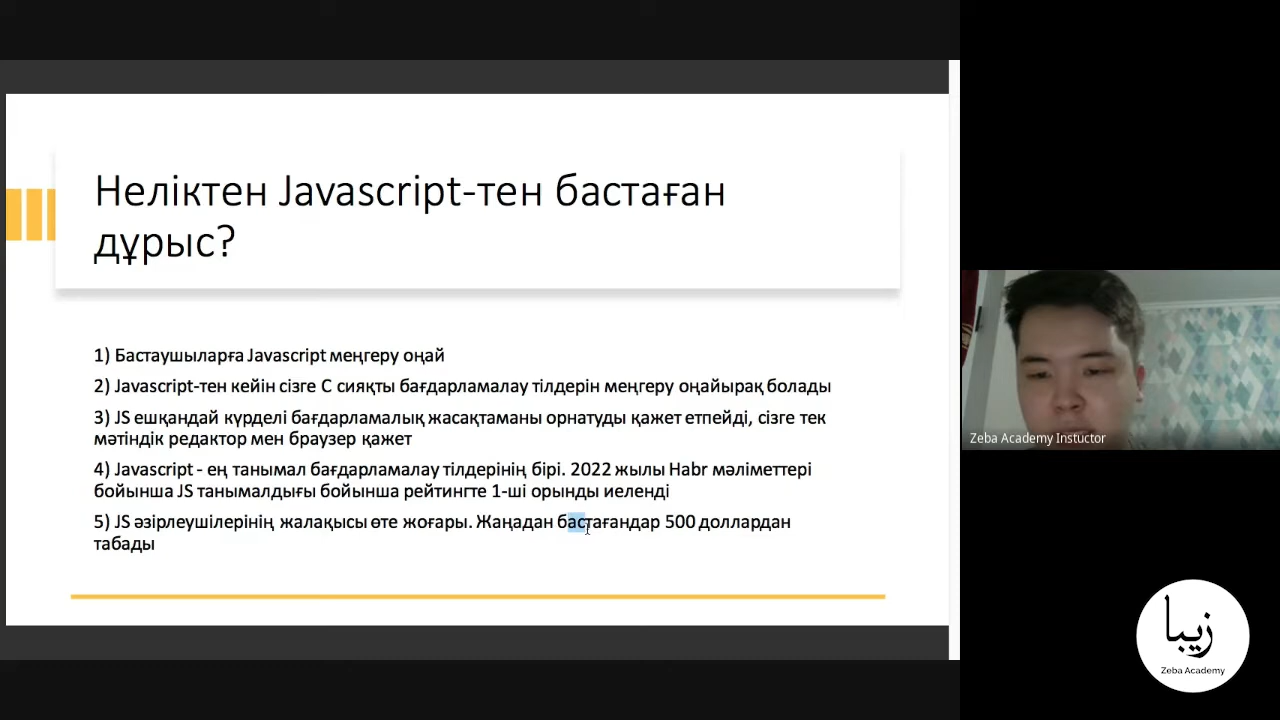 Неліктен Javascript-тен бастаған
дұрыс?
1) Бастаушыларға Javascript меңгеру оңай
2) Javascript-тен кейін сізге С сияқты бағдарламалау тілдерін меңгеру оңайырақ болады
3) JS ешқандай күрделі бағдарламалық жасақтаманы орнатуды қажет етпейді, сізге тек
мәтіндік редактор мен браузер қажет
4) Javascript - ең танымал бағдарламалау тілдерінің бірі. 2022 жылы Habr мәліметтері
бойынша JS танымалдығы бойынша рейтингте 1-ші орынды иеленді
5) JS әзірлеушілерінің жалақысы өте жоғары. Жаңадан бастағандар 500 доллардан
табады
Zeba Academy Instuctor
زيبا
Zeba Academy